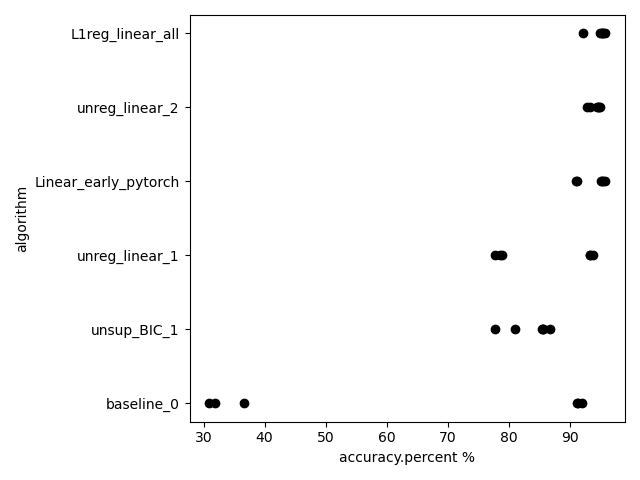 L1reg_linear_all
unreg_linear_2
Linear_early_pytorch
unreg_linear_1
unsup_BIC_1
baseline_0
algorithm
30 40 50 60 70 80 90
accuracy.percent %